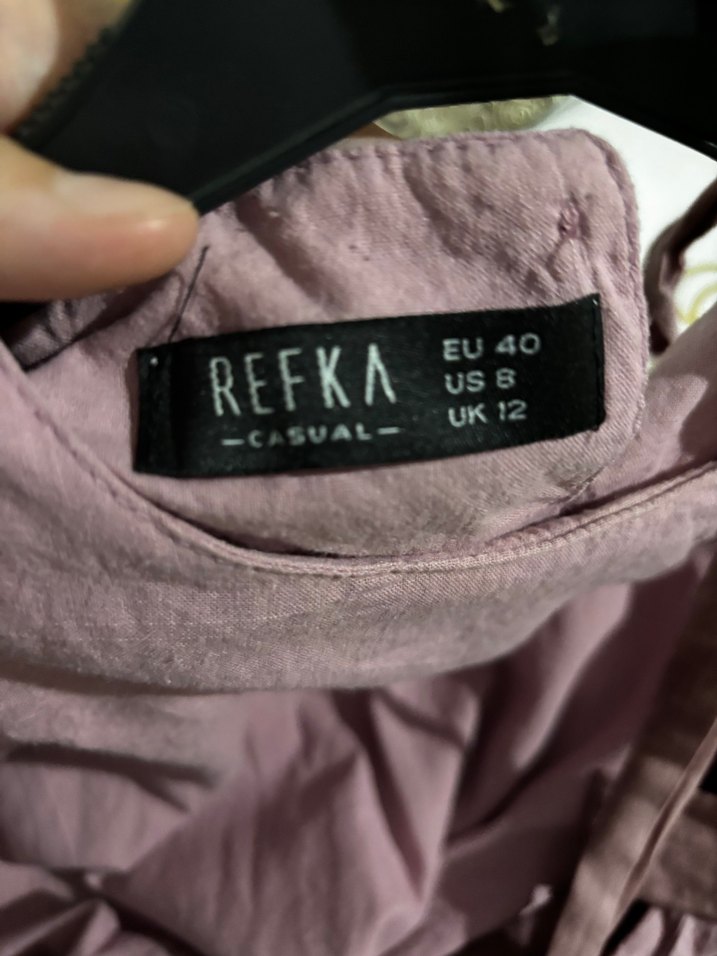 REFKA
—CASUAL—
EU 40
US 8
UK 12